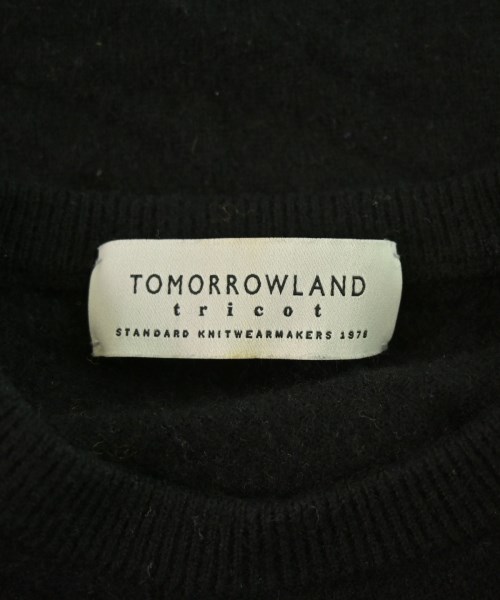 TOMORROWLAND
tricot
STANDARD KNITWEARMAKERS 1978